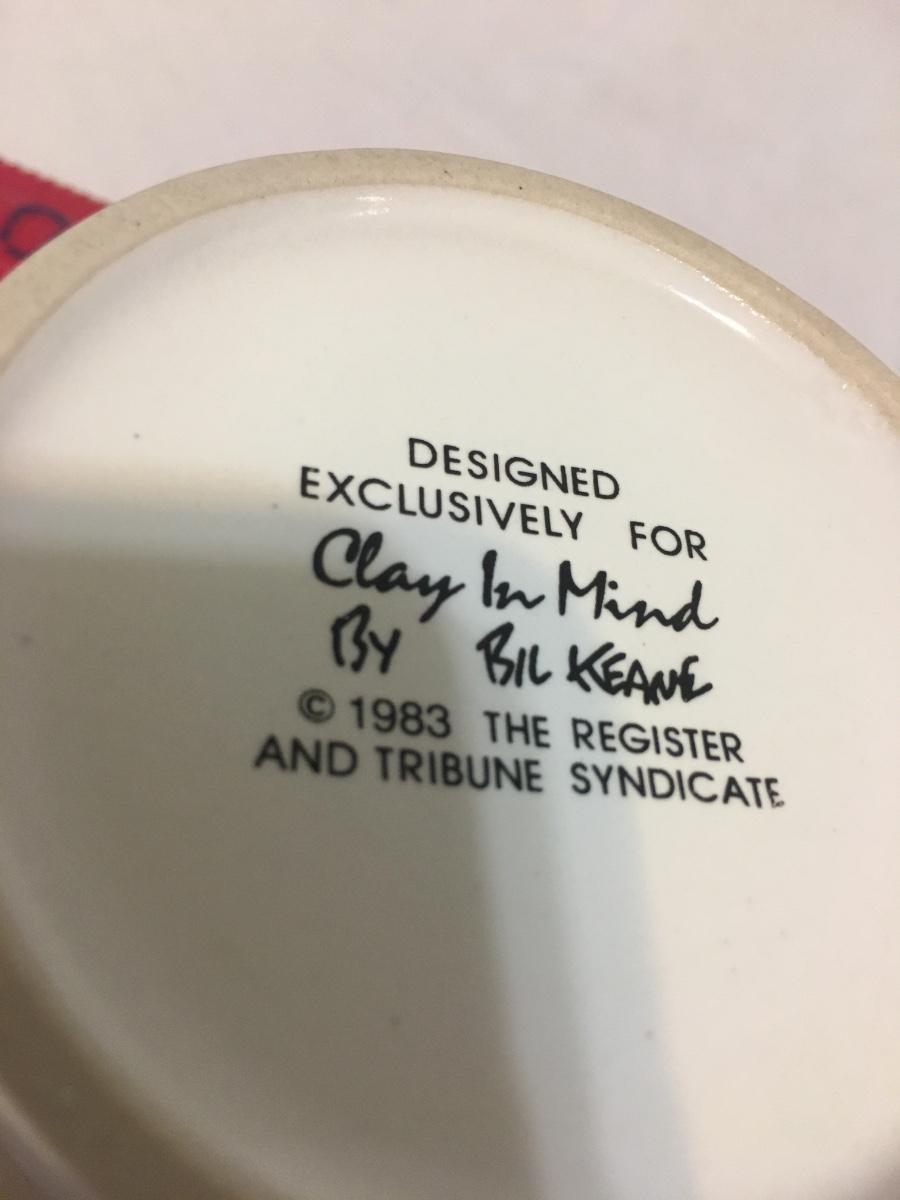 DESIGNED
EXCLUSIVELY FOR
Clay In Mind
By BIL KEANE
© 1983 THE REGISTER
AND TRIBUNE SYNDICATE